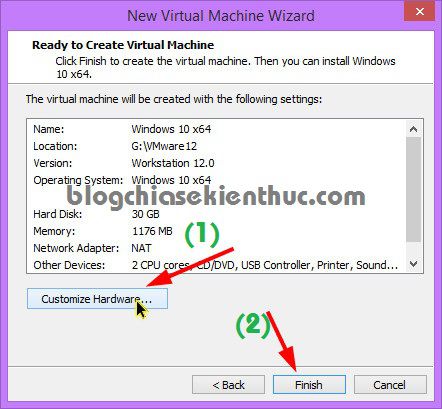 New Virtual Machine Wizard
Ready to Create Virtual Machine
Click Finish to create the virtual machine. Then you can install Windows
10 x64.
The virtual machine will be created with the following settings:
Name: Windows 10 x64
Location: G:\VMware12
Version: Workstation 12.0
Operating System: Windows 10 x64
blogchiasekienthuc.com
Hard Disk: 30 GB
Memory: 1176 MB
(1)
Network Adapter: NAT
Other Devices: 2 CPU cores, CD/DVD, USB Controller, Printer, Sound...
Customize Hardware...
(2)
< Back Finish Cancel